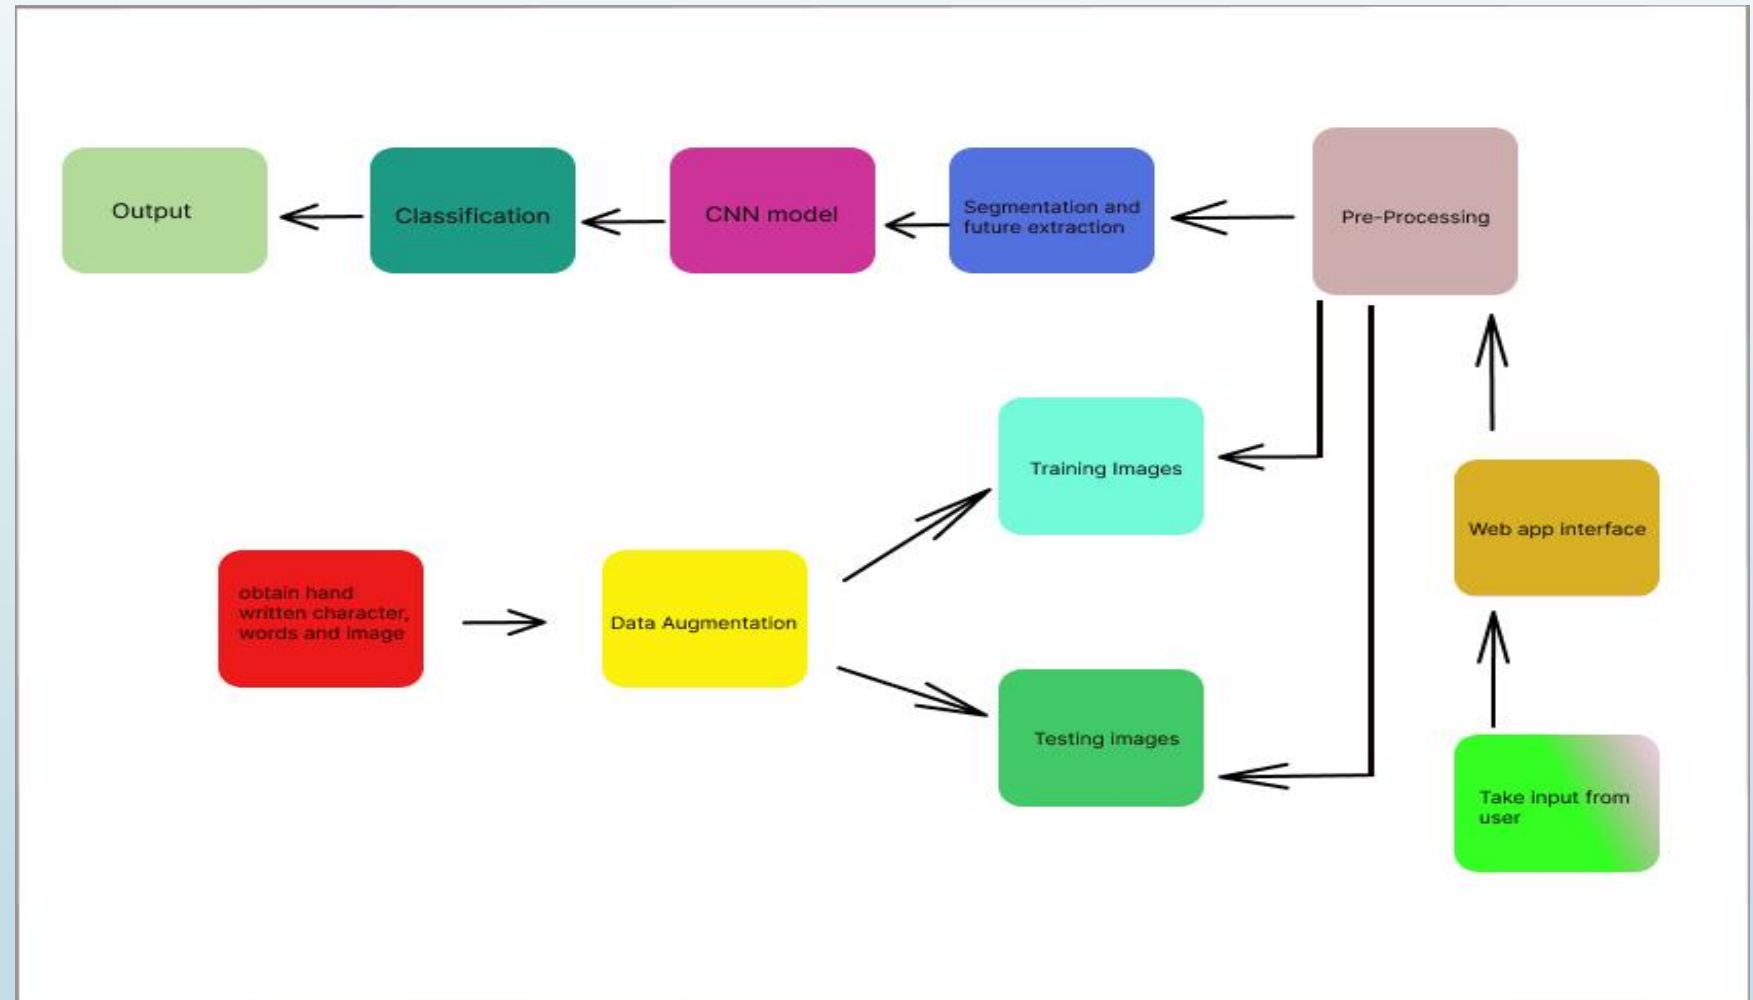 Output
Classification
CNN model
Segmentation and
future extraction
Pre-Processing
Training Images
Web app interface
obtain hand
written character,
words and image
Data Augmentation
Testing images
Take input from
user